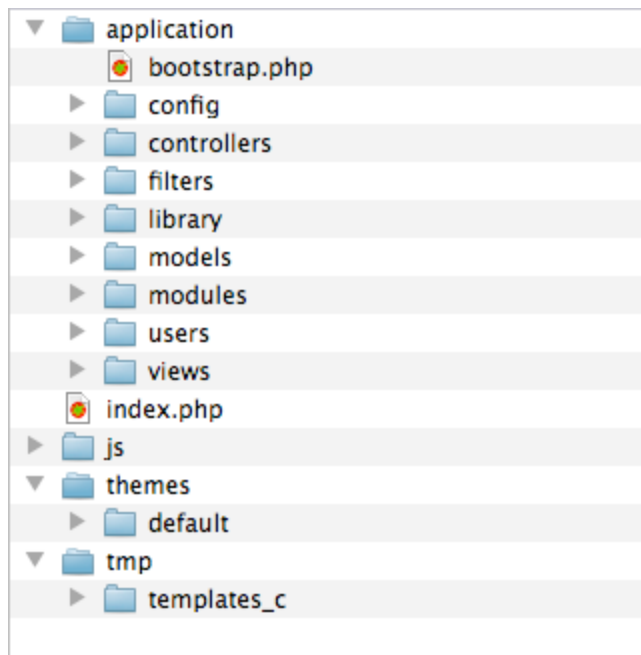 application
bootstrap.php
config
controllers
filters
library
models
modules
users
views
index.php
js
themes
default
tmp
templates_c